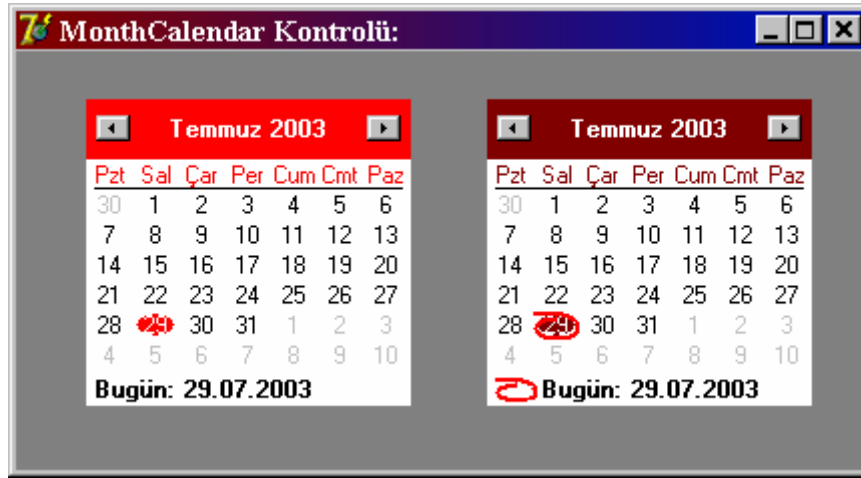 MonthCalendar Kontrolü:
Temmuz 2003
Pzt Sal Çar Per Cum Cmt Paz
30 1 2 3 4 5 6
7 8 9 10 11 12 13
14 15 16 17 18 19 20
21 22 23 24 25 26 27
28 29 30 31 1 2 3
4 5 6 7 8 9 10
Bugün: 29.07.2003
Temmuz 2003
Pzt Sal Çar Per Cum Cmt Paz
30 1 2 3 4 5 6
7 8 9 10 11 12 13
14 15 16 17 18 19 20
21 22 23 24 25 26 27
28 29 30 31 1 2 3
4 5 6 7 8 9 10
Bugün: 29.07.2003